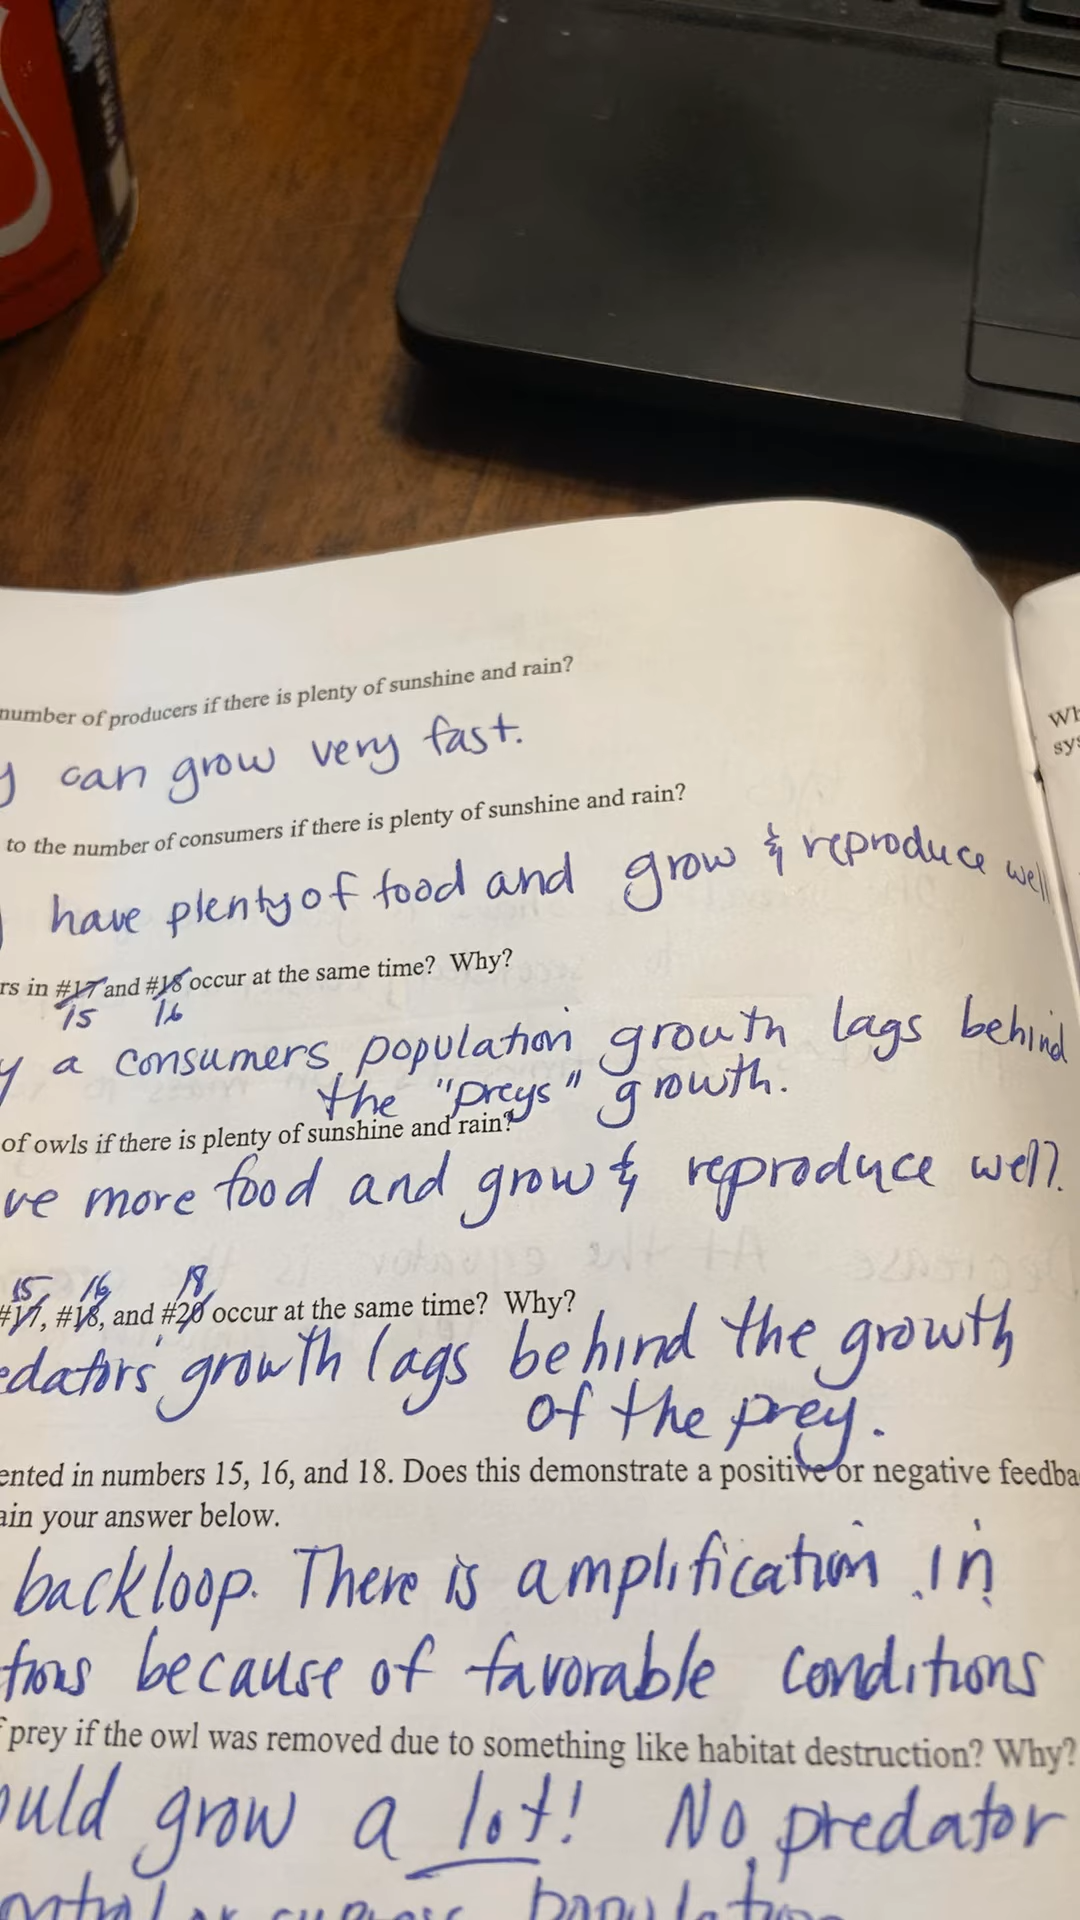 number of producers if there is plenty of sunshine and rain?
can grow very fast.
to the number of consumers if there is plenty of sunshine and rain?
have plenty of food and grow & reproduce well
rs in #17 and #18 occur at the same time? Why?
15 16
y a consumers population growth lags behind
the "preys" growth.
of owls if there is plenty of sunshine and rain?
ve more food and grow & reproduce well.
15 16 18
#17, #18, and #20 occur at the same time? Why?
edators' growth lags behind the growth
of the prey.
ented in numbers 15, 16, and 18. Does this demonstrate a positive or negative feedba
ain your answer below.
back loop. There is amplification in
tions because of favorable conditions
prey if the owl was removed due to something like habitat destruction? Why?
ould grow a lot! No predator
population
Wh
sys